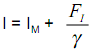 I = I_M + F_I / γ